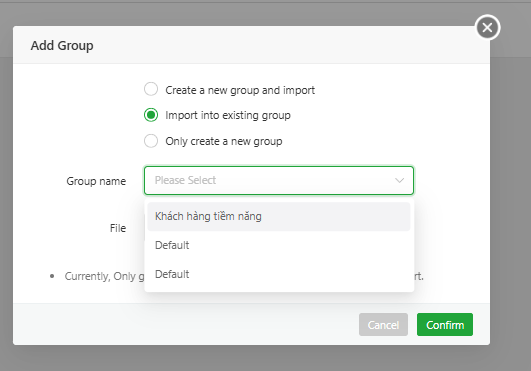 Add Group
Create a new group and import
Import into existing group
Only create a new group
Group name
Please Select
Khách hàng tiềm năng
File
Default
Default
Currently, Only
rt.
Cancel
Confirm